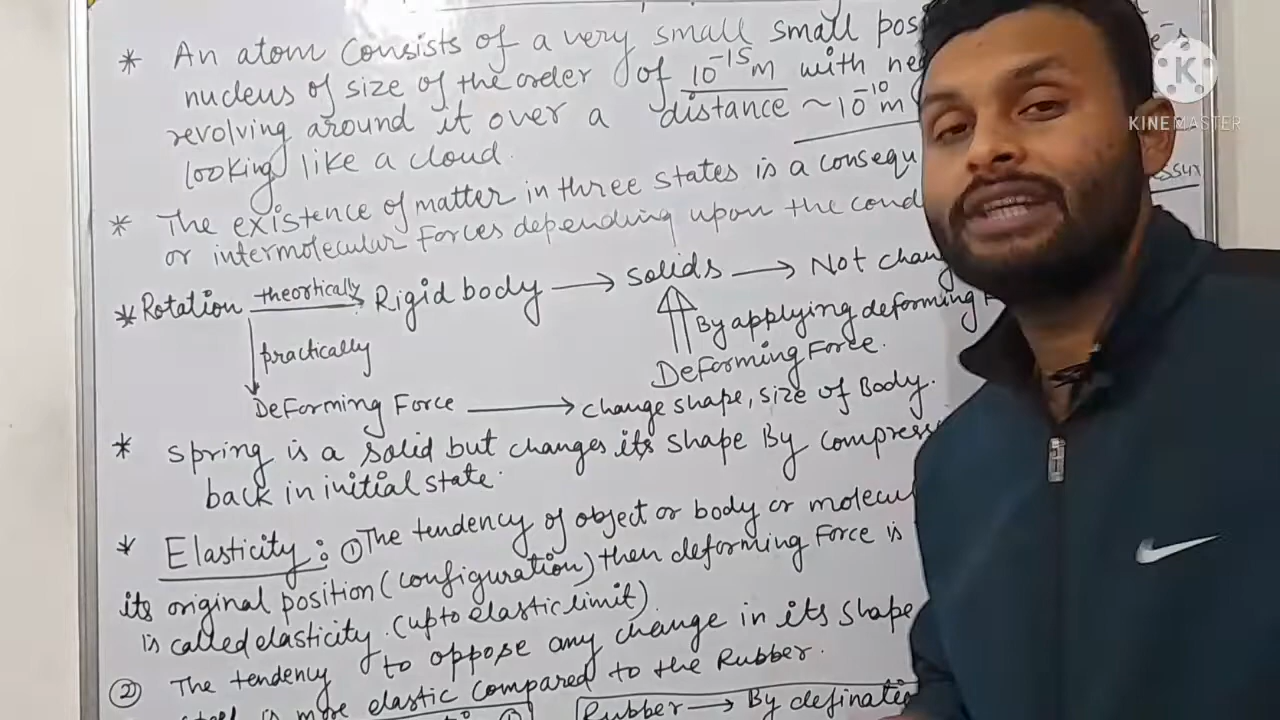 * An atom consists of a very small small pos
nucleus of size of the order of 10⁻¹⁵m with ne
revolving around it over a distance ~ 10⁻¹⁰m
looking like a cloud.
* The existence of matter in three states is a consequ
or intermolecular Forces depending upon the cond
* Rotation theortically → Rigid body → solids → Not chan
practically
By applying deforming F
DeForming Force.
DeForming Force → change shape, size of Body.
* spring is a solid but changes its shape By compress
back in initial state.
* Elasticity : ① The tendency of object or body or molecul
its original position (configuration) then deforming Force is
is called elasticity. (upto elastic limit)
② The tendency to oppose any change in its shape
steel is more elastic compared to the Rubber.
Rubber → By definatio
K
KINEMASTER